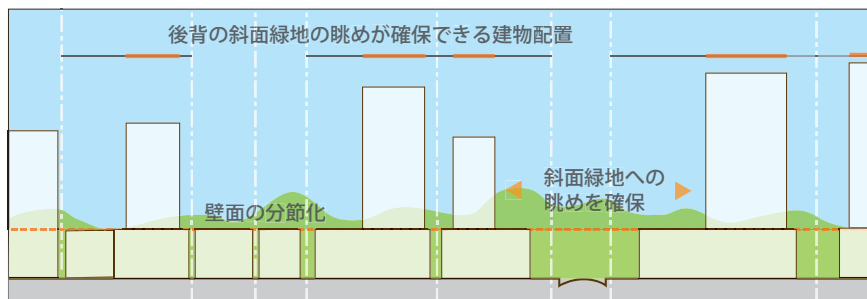 後背の斜面緑地の眺めが確保できる建物配置
斜面緑地への
眺めを確保
壁面の分節化